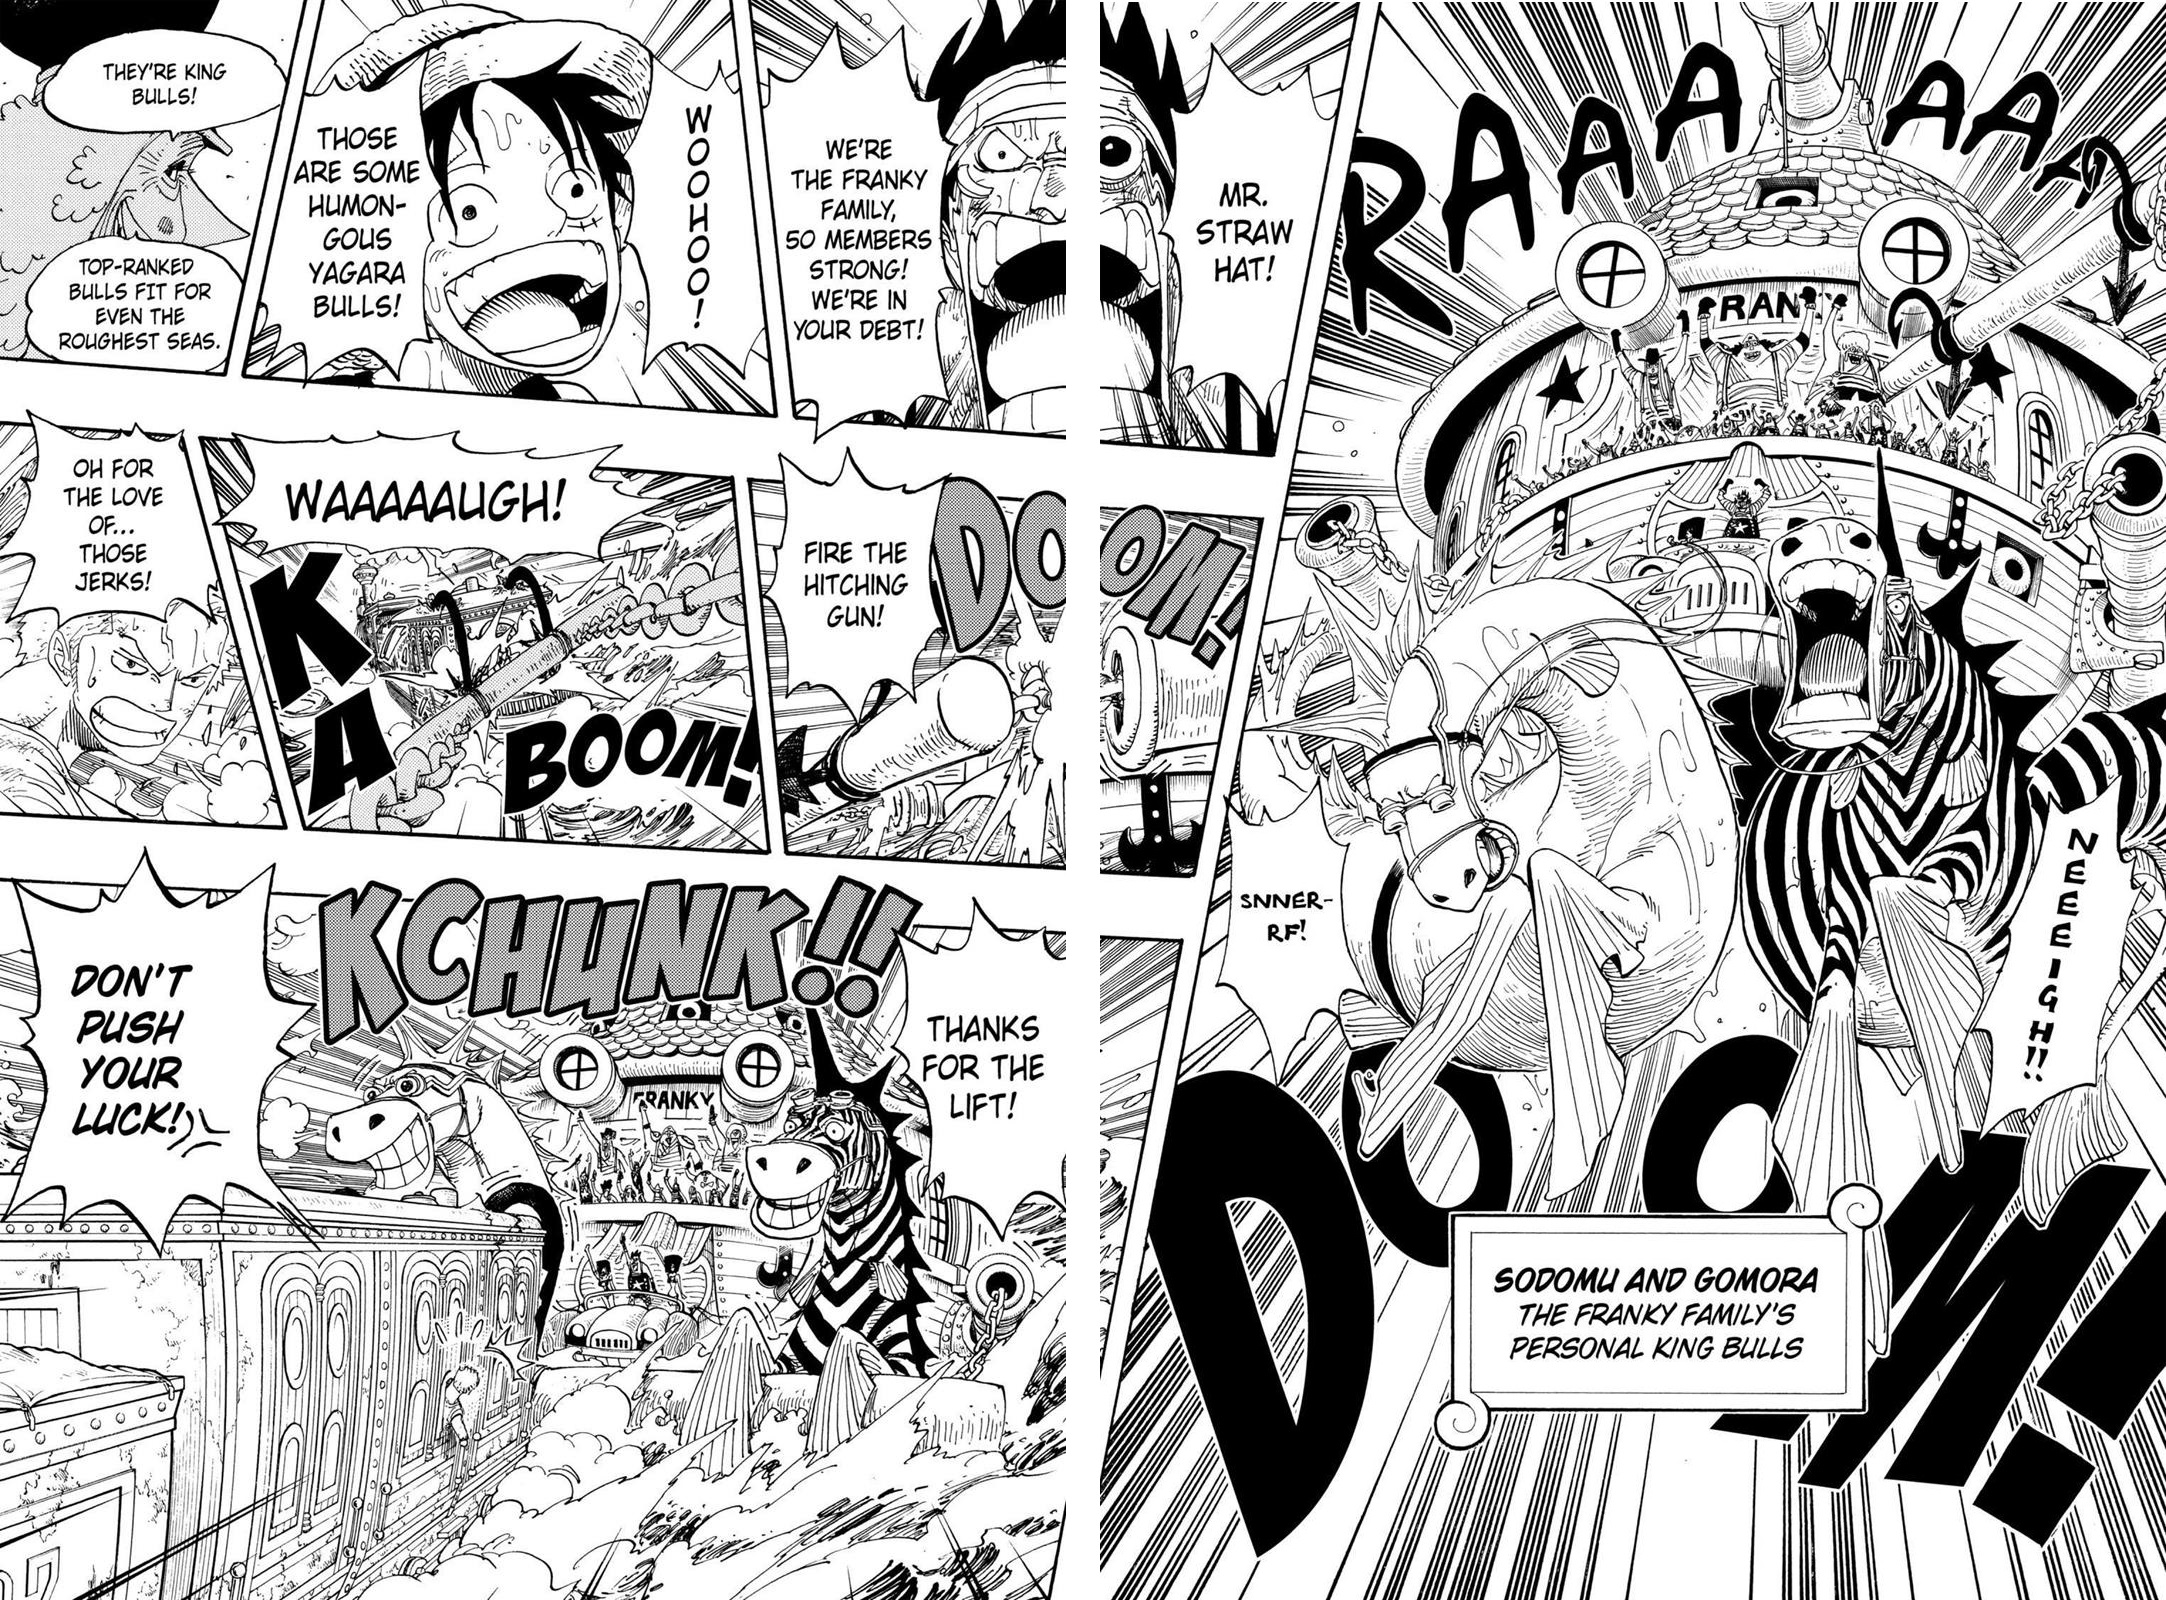 RAAAAAAA
FRANKY
SNNER-
RF!
NEEEIGH!!
DOOM!!
SODOMU AND GOMORA
THE FRANKY FAMILY'S
PERSONAL KING BULLS
MR.
STRAW
HAT!
WE'RE
THE FRANKY
FAMILY,
50 MEMBERS
STRONG!
WE'RE IN
YOUR DEBT!
WOOHOO!
THOSE
ARE SOME
HUMON-
GOUS
YAGARA
BULLS!
THEY'RE KING
BULLS!
TOP-RANKED
BULLS FIT FOR
EVEN THE
ROUGHEST SEAS.
DOOM!
FIRE THE
HITCHING
GUN!
WAAAAAUGH!
KA
BOOM!
OH FOR
THE LOVE
OF...
THOSE
JERKS!
KCHUNK!!
THANKS
FOR THE
LIFT!
FRANKY
DON'T
PUSH
YOUR
LUCK!